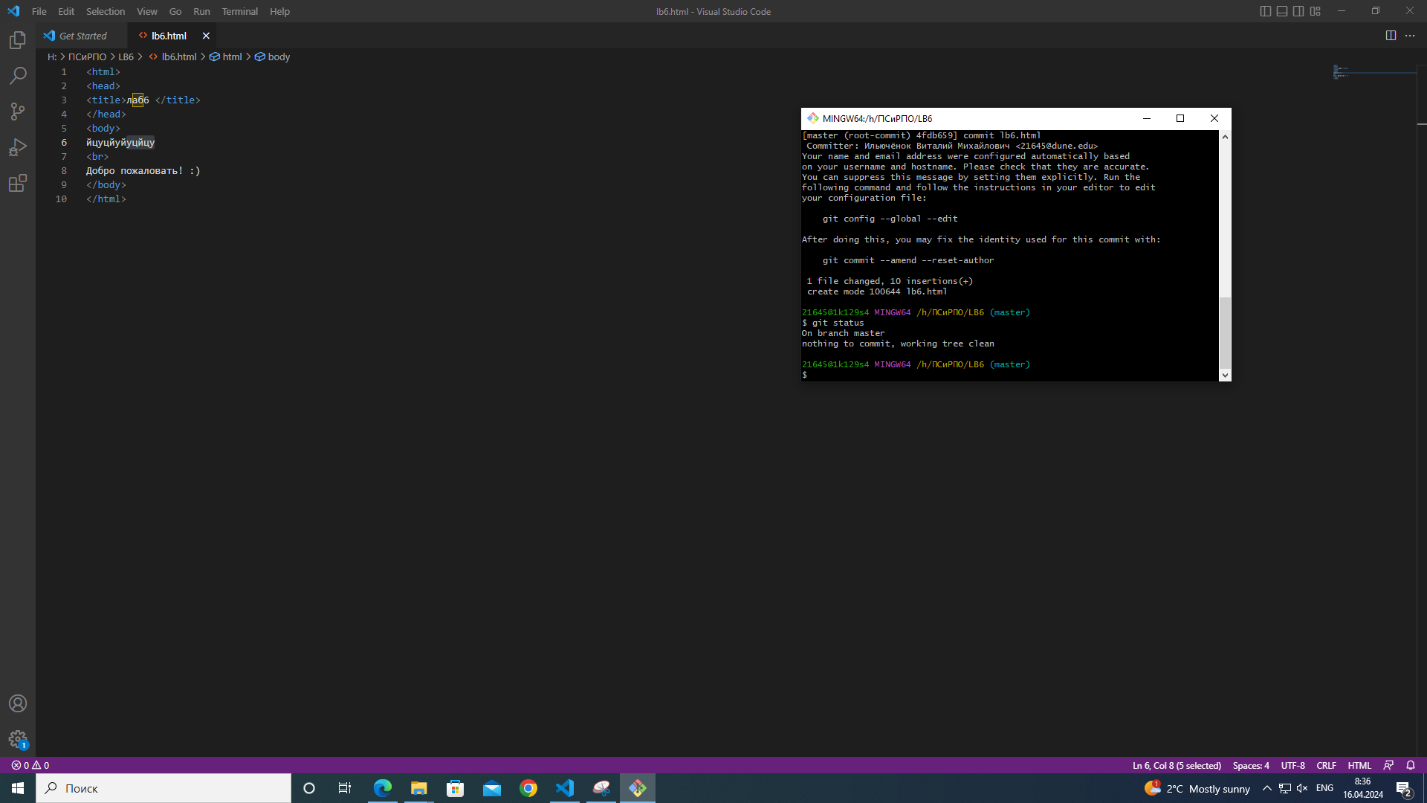 File Edit Selection View Go Run Terminal Help
lb6.html - Visual Studio Code
Get Started
lb6.html
H: > ПСиРПО > LB6 > lb6.html > html > body
1 <html>
2 <head>
3 <title>лаб6 </title>
4 </head>
5 <body>
6 йцуцйуйуцйцу
7 <br>
8 Добро пожаловать! :)
9 </body>
10 </html>
MINGW64:/h/ПСиРПО/LB6
[master (root-commit) 4fdb659] commit lb6.html
Committer: Ильючёнок Виталий Михайлович <21645@dune.edu>
Your name and email address were configured automatically based
on your username and hostname. Please check that they are accurate.
You can suppress this message by setting them explicitly. Run the
following command and follow the instructions in your editor to edit
your configuration file:
git config --global --edit
After doing this, you may fix the identity used for this commit with:
git commit --amend --reset-author
1 file changed, 10 insertions(+)
create mode 100644 lb6.html
21645@1k129s4 MINGW64 /h/ПСиРПО/LB6 (master)
$ git status
On branch master
nothing to commit, working tree clean
21645@1k129s4 MINGW64 /h/ПСиРПО/LB6 (master)
$
1
0 0
Ln 6, Col 8 (5 selected) Spaces: 4 UTF-8 CRLF HTML
Поиск
2°C Mostly sunny
ENG
8:36
16.04.2024
2